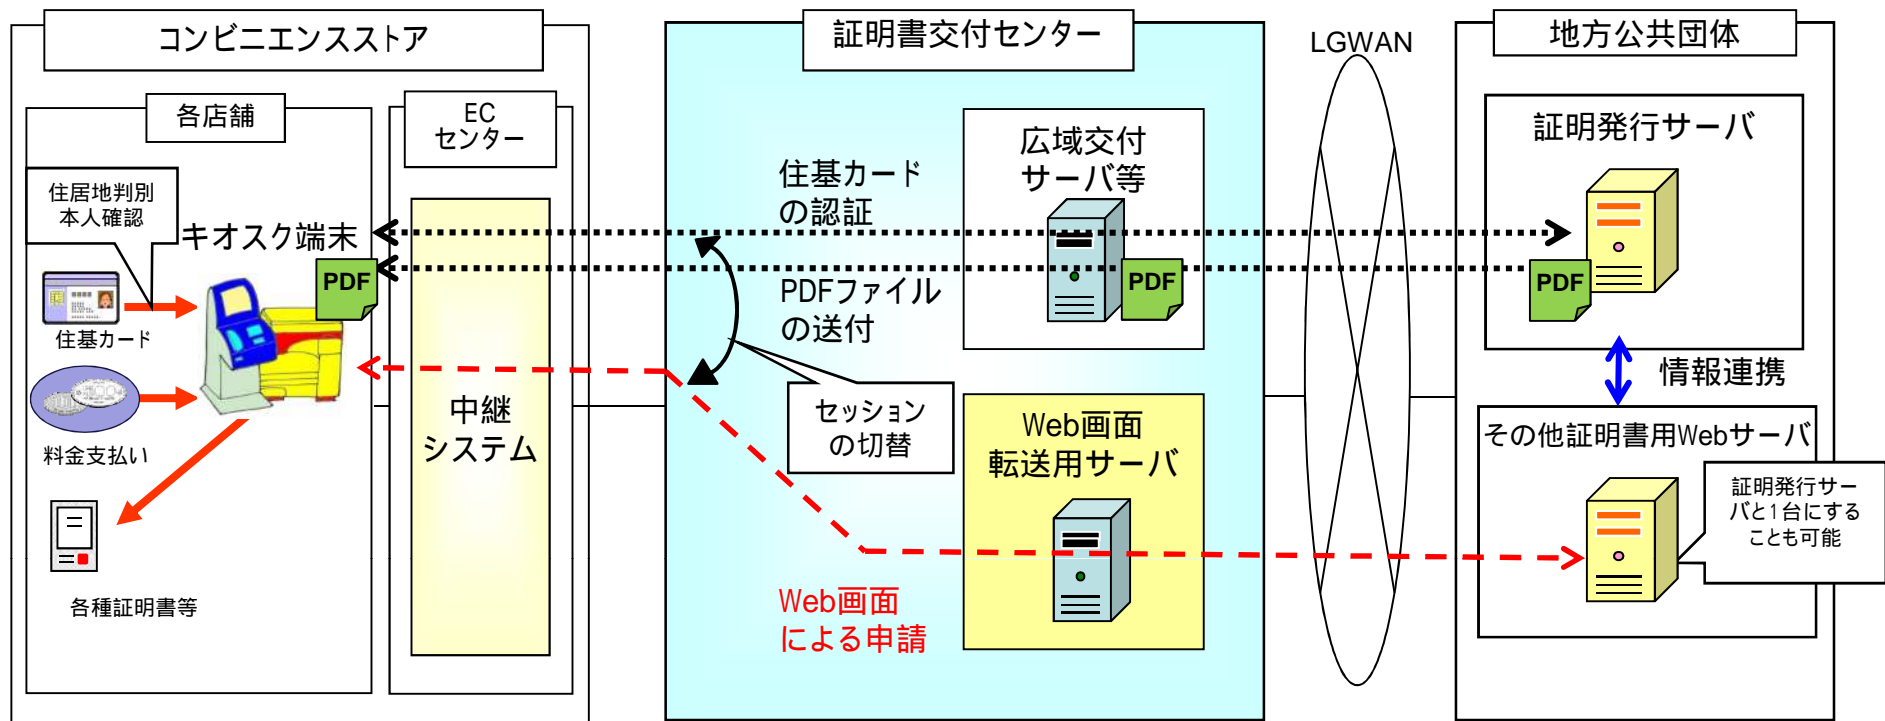 コンビニエンスストア
各店舗
住居地判別
本人確認
キオスク端末
PDF
住基カード
料金支払い
各種証明書等
EC
センター
中継
システム
証明書交付センター
住基カード
の認証
PDFファイル
の送付
セッション
の切替
Web画面
による申請
広域交付
サーバ等
PDF
Web画面
転送用サーバ
LGWAN
地方公共団体
証明発行サーバ
PDF
情報連携
その他証明書用Webサーバ
証明発行サー
バと1台にする
ことも可能